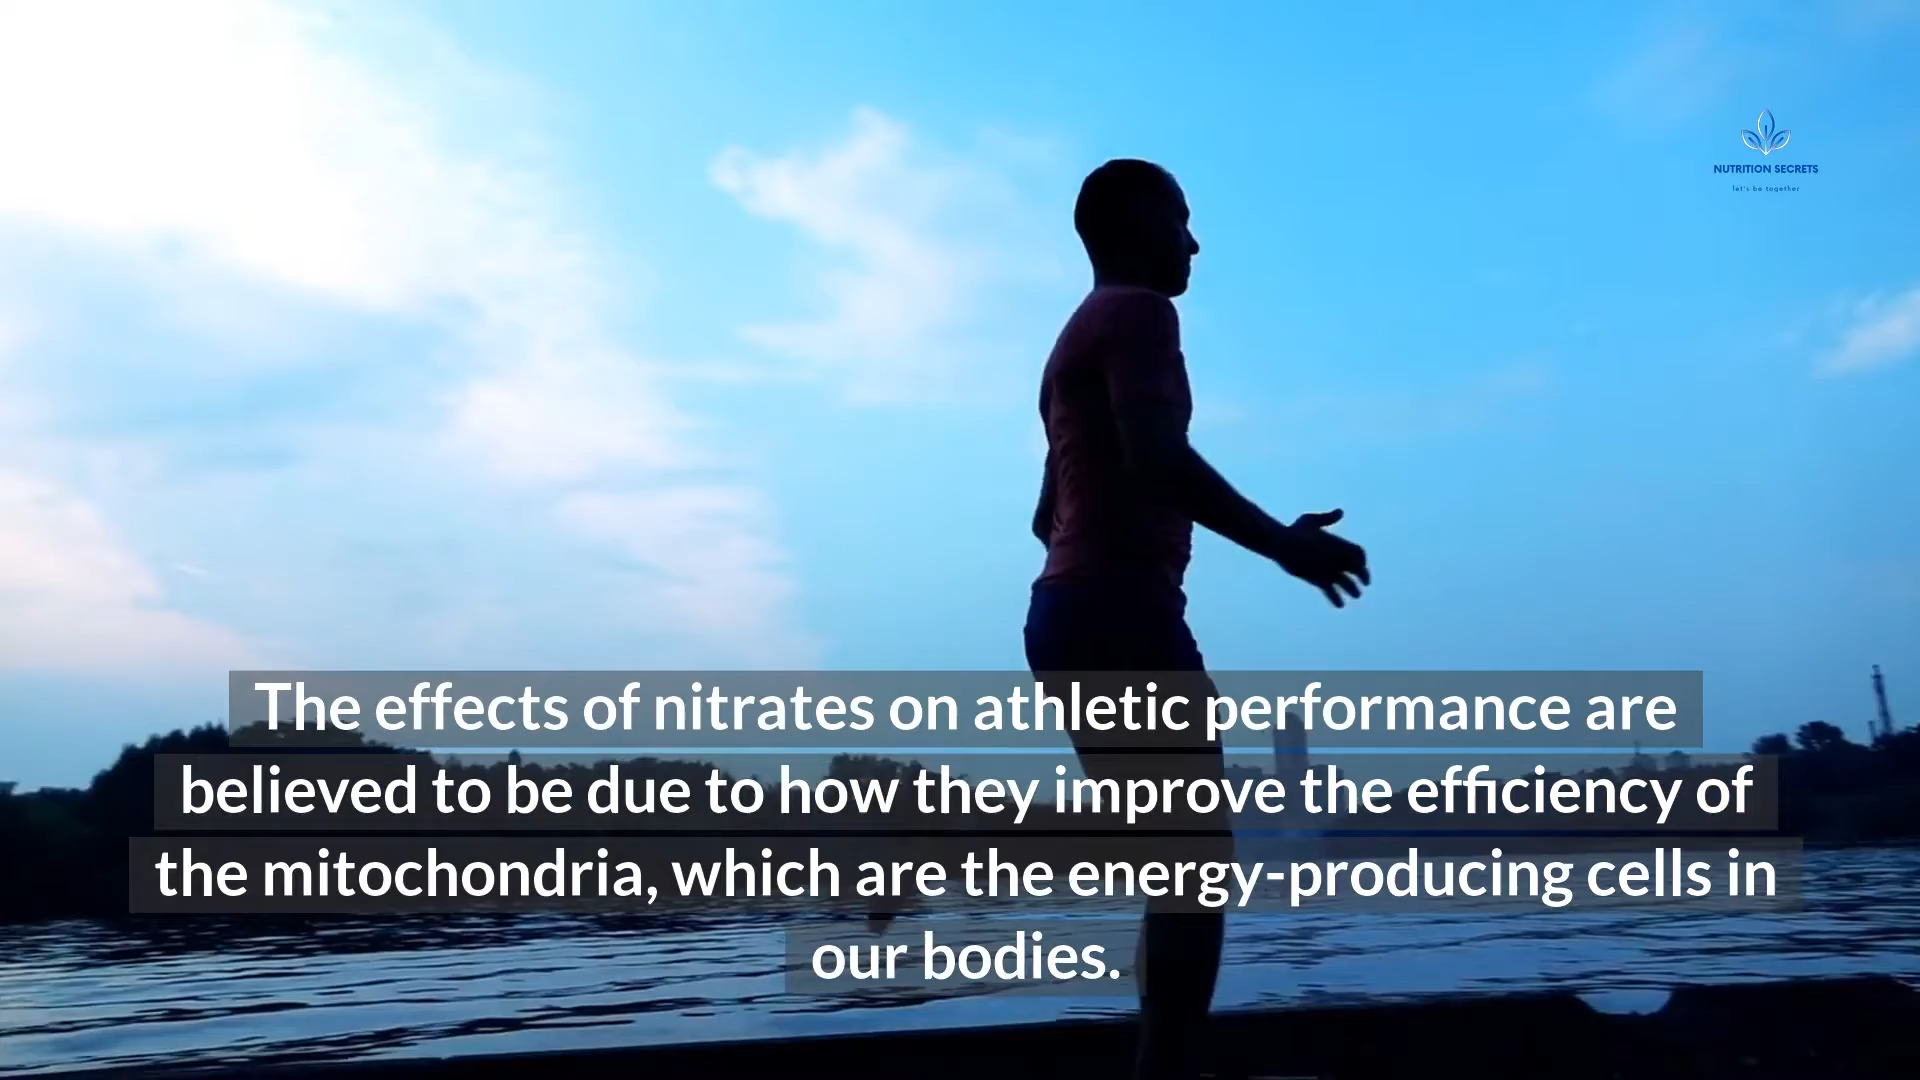 NUTRITION SECRETS
let's be together
The effects of nitrates on athletic performance are
believed to be due to how they improve the efficiency of
the mitochondria, which are the energy-producing cells in
our bodies.